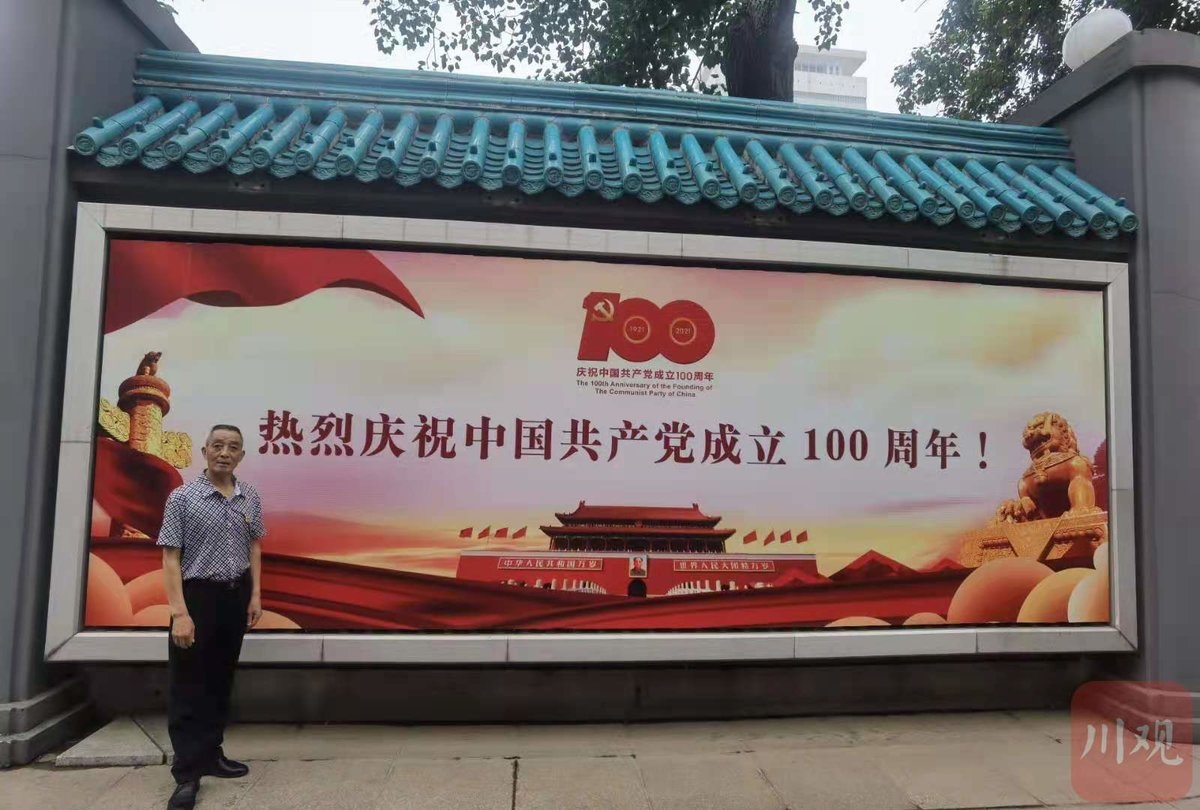 100
1921
2021
庆祝中国共产党成立100周年
The 100th Anniversary of the Founding of
The Communist Party of China
热烈庆祝中国共产党成立 100 周年！
中华人民共和国万岁
世界人民大团结万岁
川观